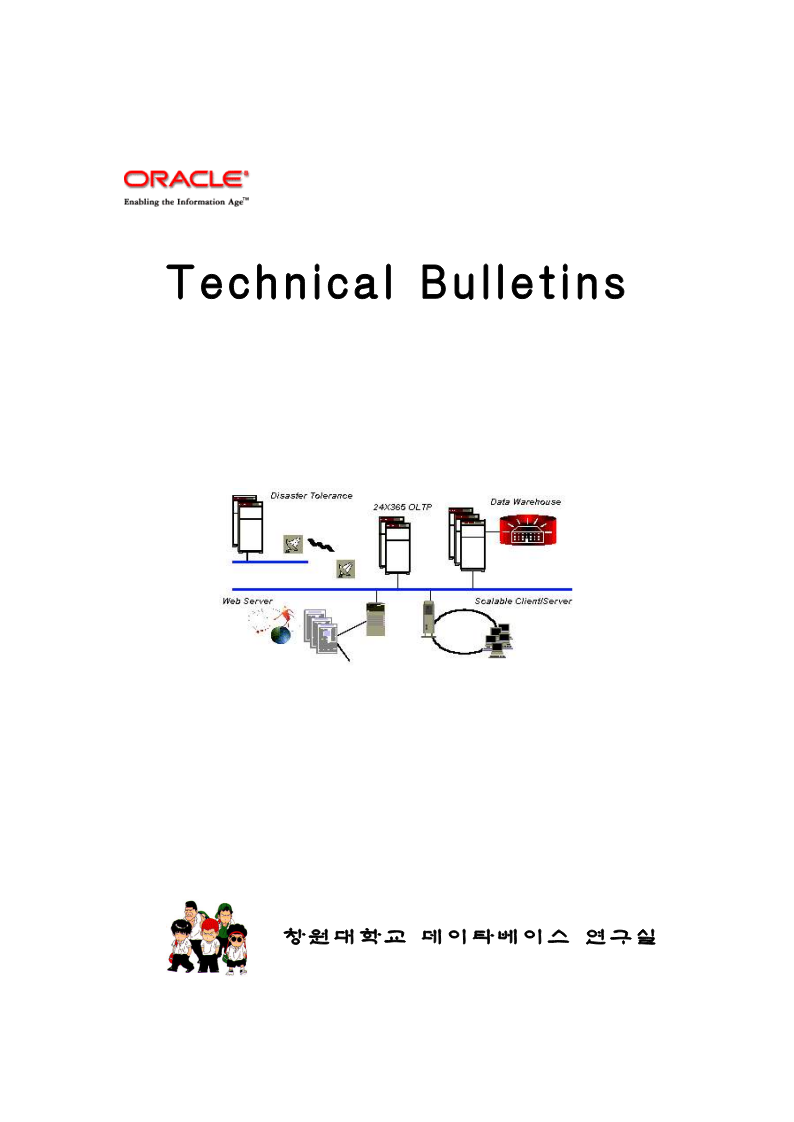 ORACLE®
Enabling the Information Age™
Technical Bulletins
Disaster Tolerance
24X365 OLTP
Data Warehouse
Web Server
Scalable Client/Server
창원대학교 데이타베이스 연구실